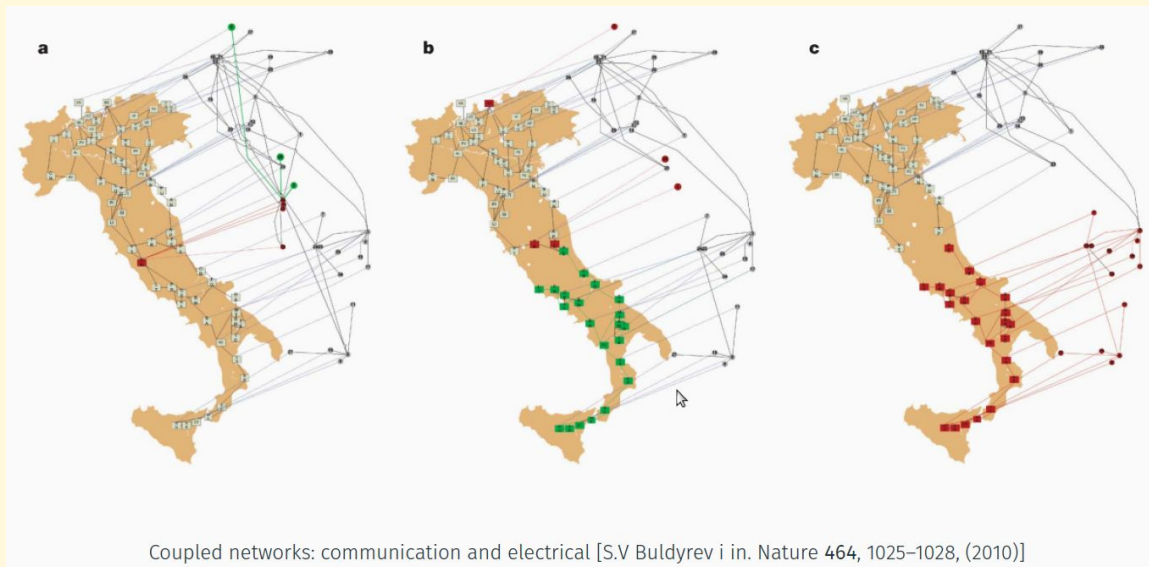 a
b
c
Coupled networks: communication and electrical [S.V Buldyrev i in. Nature 464, 1025–1028, (2010)]